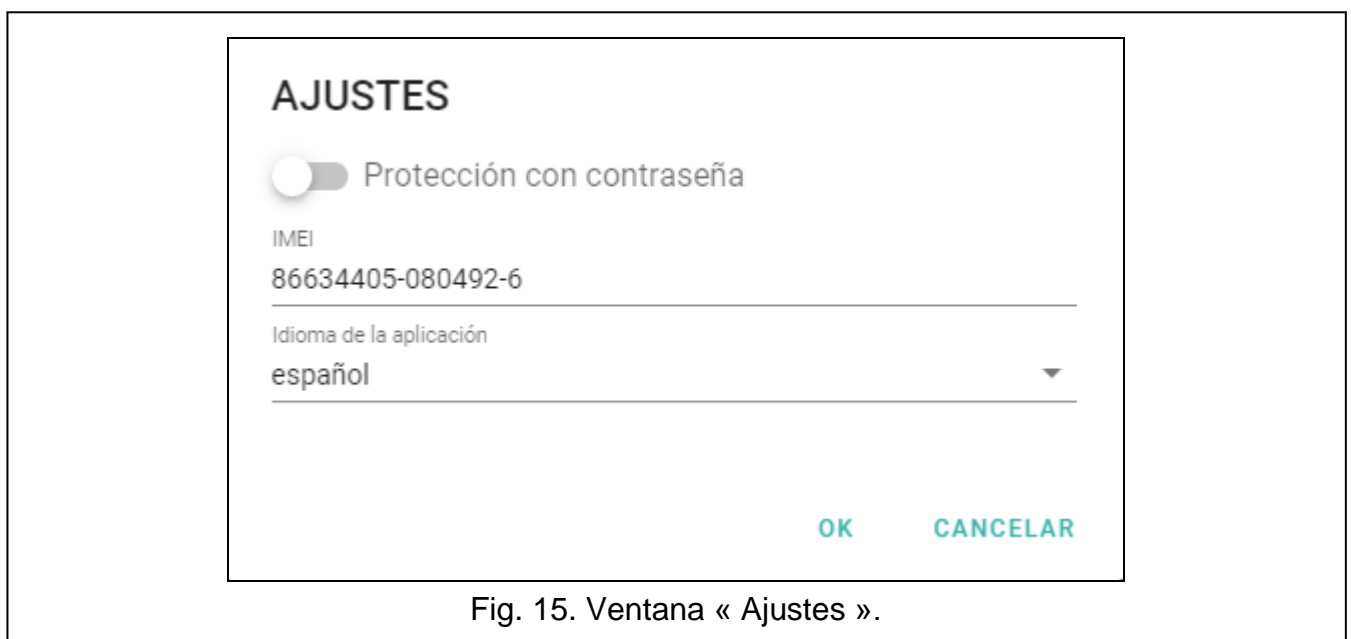 AJUSTES
Protección con contraseña
IMEI
86634405-080492-6
Idioma de la aplicación
español
OK CANCELAR
Fig. 15. Ventana « Ajustes ».